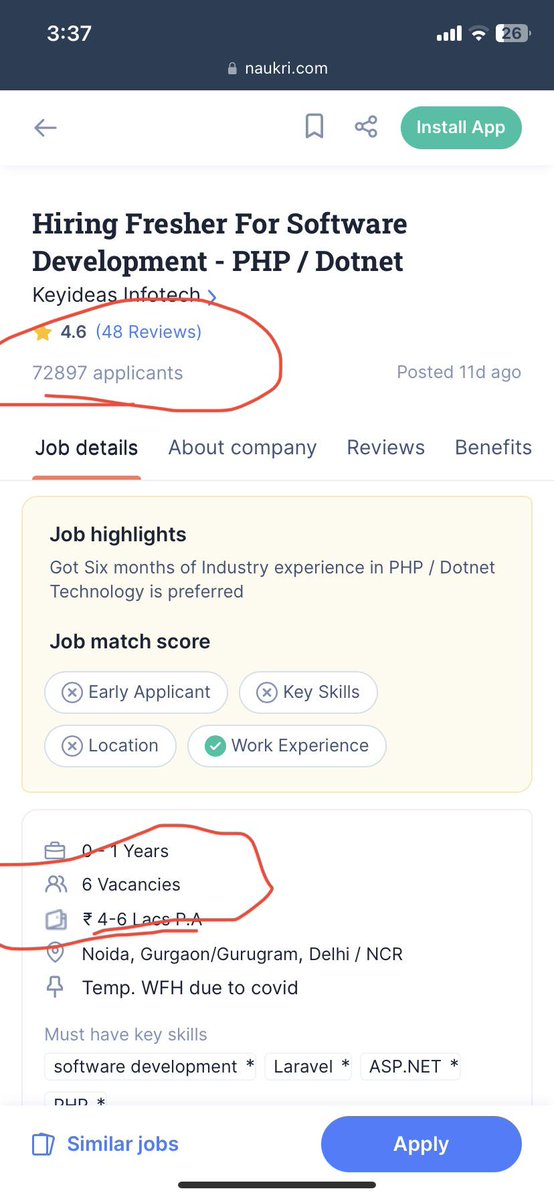 3:37
26
naukri.com
Install App
Hiring Fresher For Software
Development - PHP / Dotnet
Keyideas Infotech
4.6 (48 Reviews)
72897 applicants
Posted 11d ago
Job details About company Reviews Benefits
Job highlights
Got Six months of Industry experience in PHP / Dotnet
Technology is preferred
Job match score
Early Applicant Key Skills
Location Work Experience
0 - 1 Years
6 Vacancies
₹ 4-6 Lacs P.A
Noida, Gurgaon/Gurugram, Delhi / NCR
Temp. WFH due to covid
Must have key skills
software development * Laravel * ASP.NET *
PHP *
Similar jobs
Apply